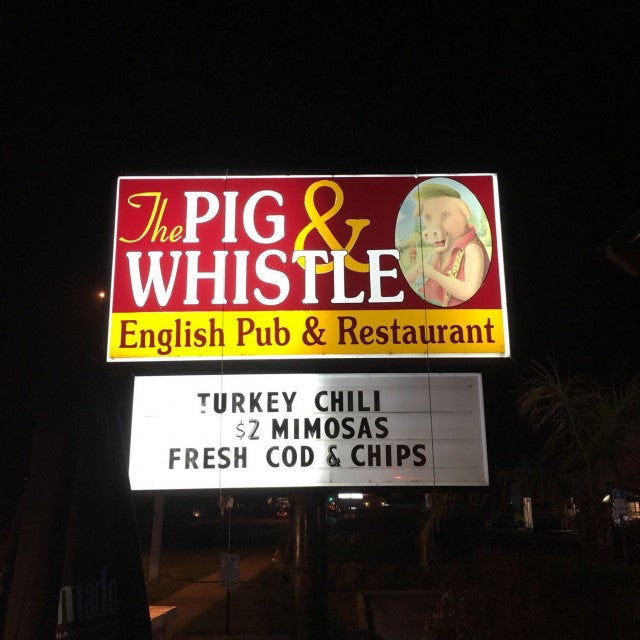 The PIG &
WHISTLE
English Pub & Restaurant
TURKEY CHILI
$2 MIMOSAS
FRESH COD & CHIPS